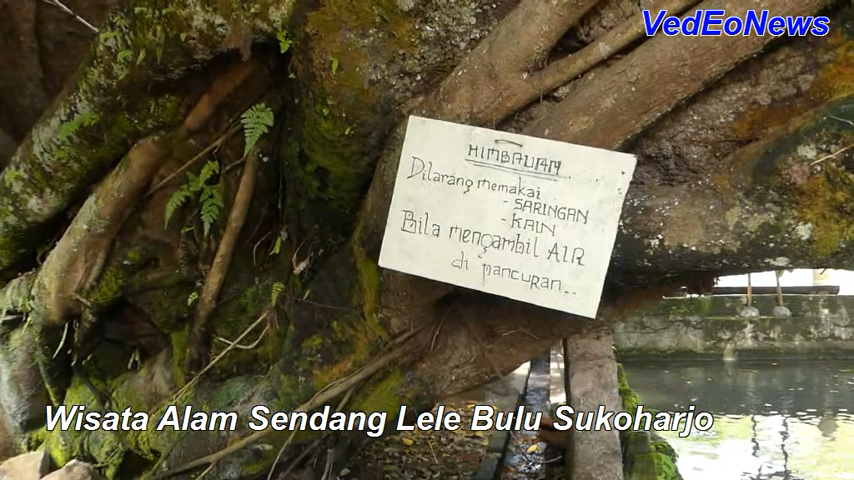 VedEoNews
HIMBAUAN
Dilarang memakai
- SARINGAN
- KAIN
Bila mengambil AIR
di pancuran...
Wisata Alam Sendang Lele Bulu Sukoharjo